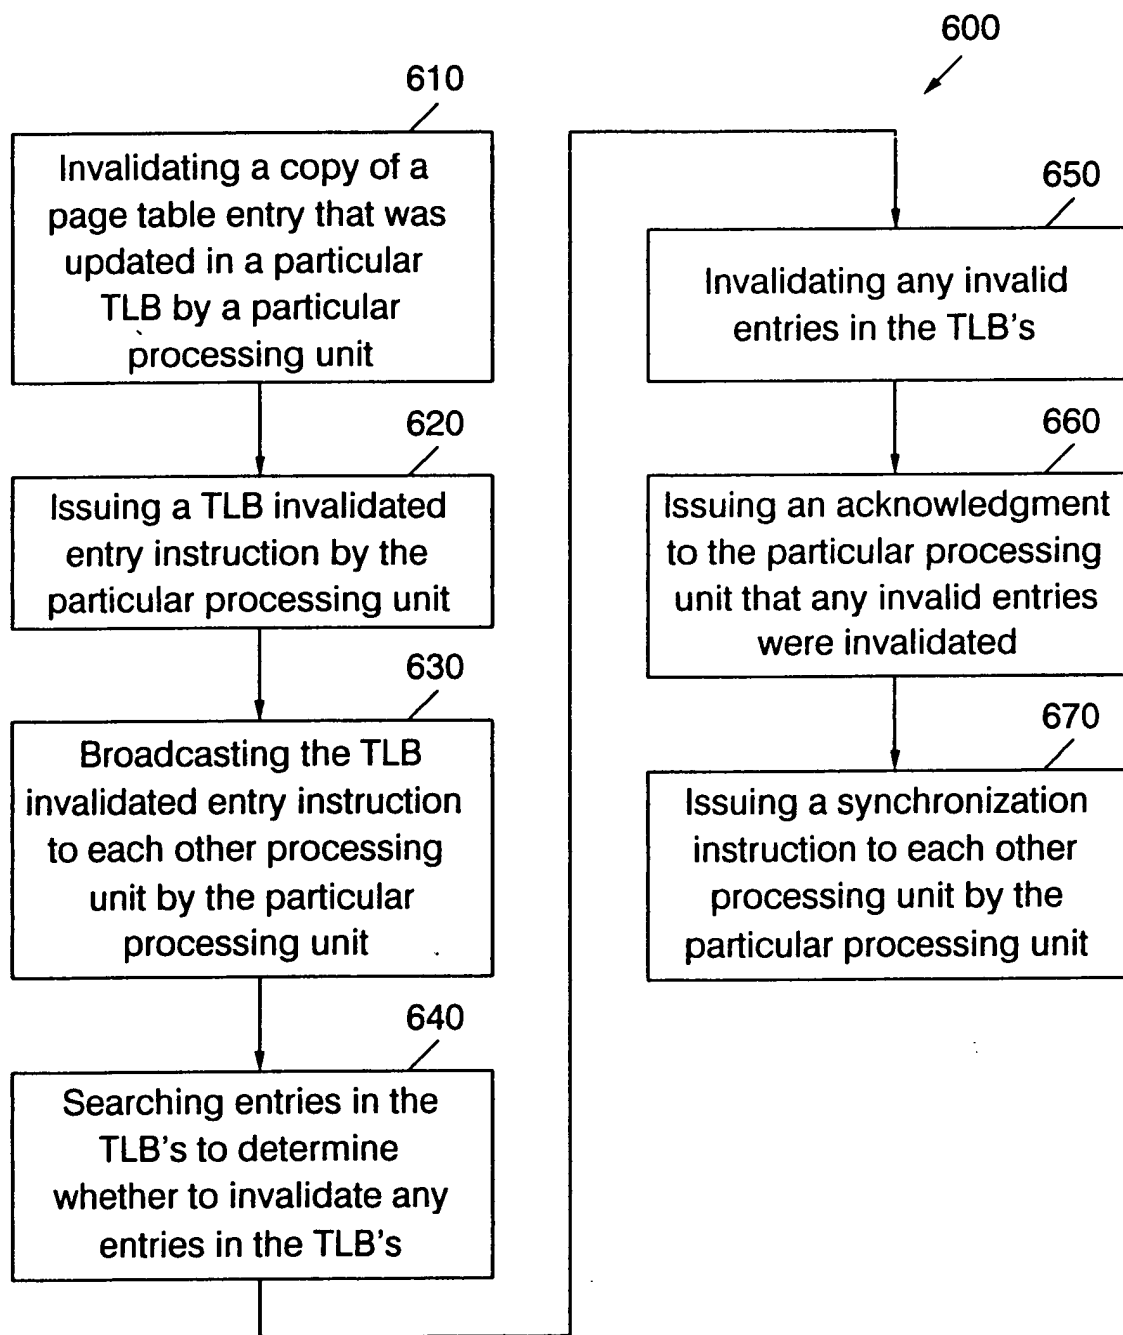 600
610
Invalidating a copy of a
page table entry that was
updated in a particular
TLB by a particular
processing unit
620
Issuing a TLB invalidated
entry instruction by the
particular processing unit
630
Broadcasting the TLB
invalidated entry instruction
to each other processing
unit by the particular
processing unit
640
Searching entries in the
TLB's to determine
whether to invalidate any
entries in the TLB's
650
Invalidating any invalid
entries in the TLB's
660
Issuing an acknowledgment
to the particular processing
unit that any invalid entries
were invalidated
670
Issuing a synchronization
instruction to each other
processing unit by the
particular processing unit